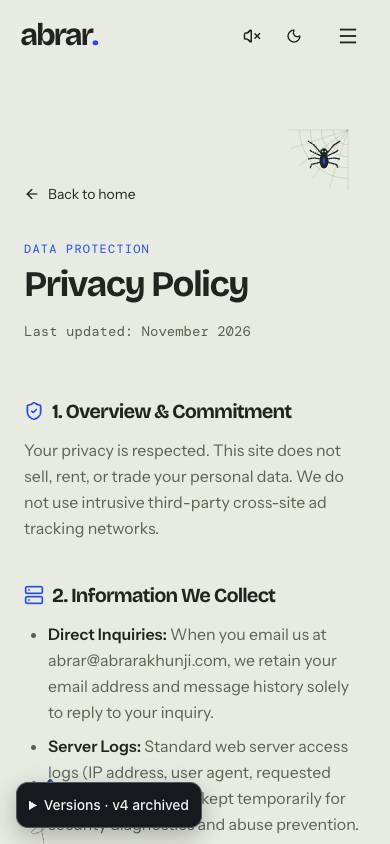 abrar.
Back to home
DATA PROTECTION
Privacy Policy
Last updated: November 2026
1. Overview & Commitment
Your privacy is respected. This site does not
sell, rent, or trade your personal data. We do
not use intrusive third-party cross-site ad
tracking networks.
2. Information We Collect
Direct Inquiries: When you email us at
abrar@abrarakhunji.com, we retain your
email address and message history solely
to reply to your inquiry.
Server Logs: Standard web server access
logs (IP address, user agent, requested
kept temporarily for
security diagnostics and abuse prevention.
Versions · v4 archived